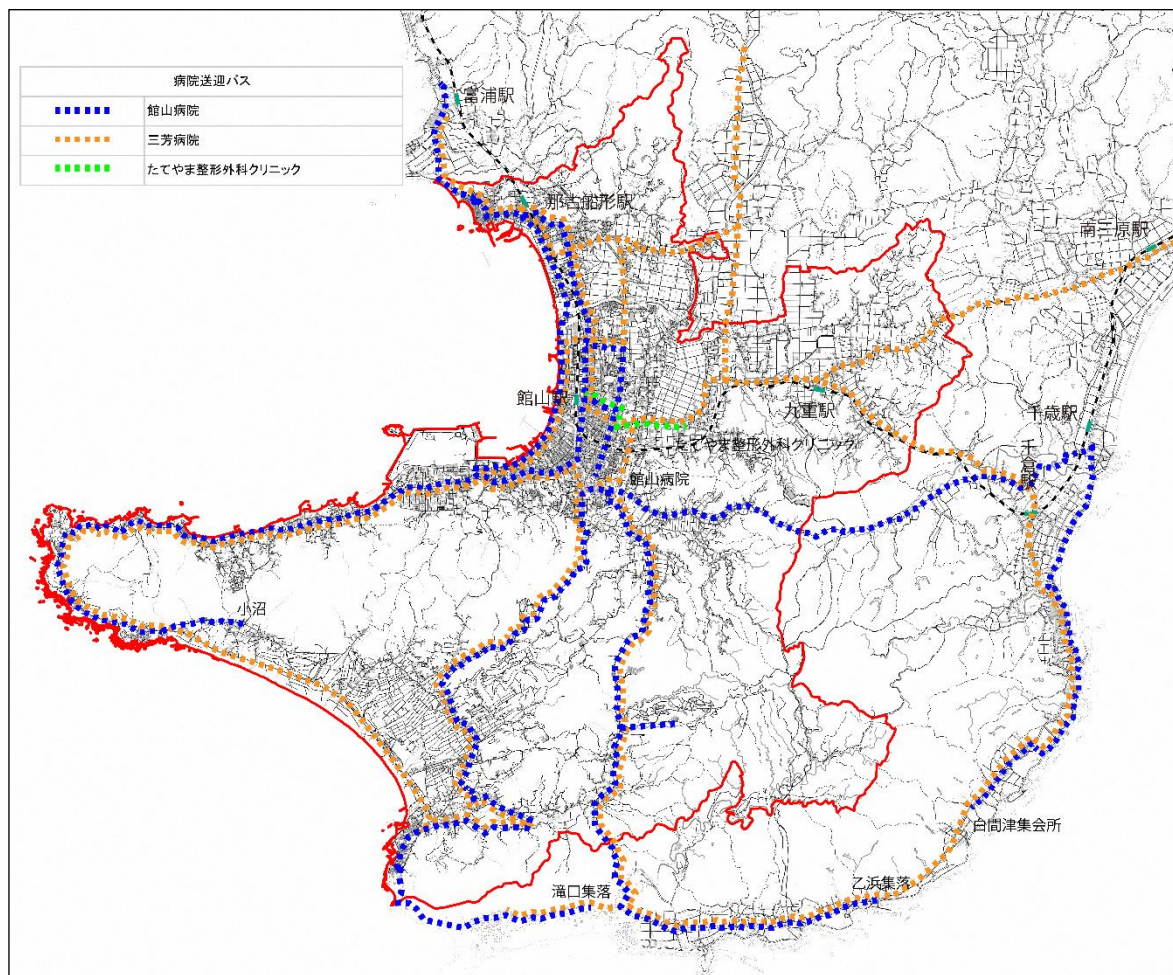 病院送迎バス
館山病院
三芳病院
たてやま整形外科クリニック
富浦駅
那古船形駅
南三原駅
館山駅
九重駅
千歳駅
たてやま整形外科クリニック
千倉駅
館山病院
小沼
白間津集会所
乙浜集落
滝口集落